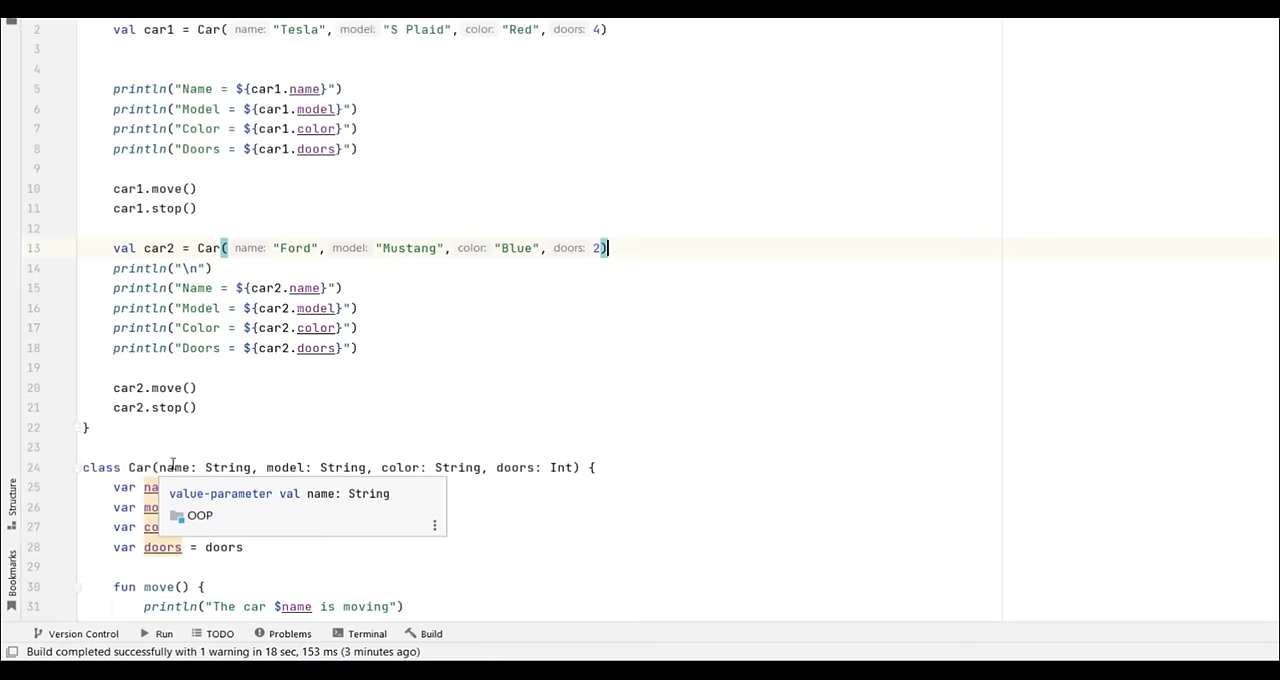 2 val car1 = Car( name: "Tesla", model: "S Plaid", color: "Red", doors: 4)
3
4
5 println("Name = ${car1.name}")
6 println("Model = ${car1.model}")
7 println("Color = ${car1.color}")
8 println("Doors = ${car1.doors}")
9
10 car1.move()
11 car1.stop()
12
13 val car2 = Car( name: "Ford", model: "Mustang", color: "Blue", doors: 2)
14 println("\n")
15 println("Name = ${car2.name}")
16 println("Model = ${car2.model}")
17 println("Color = ${car2.color}")
18 println("Doors = ${car2.doors}")
19
20 car2.move()
21 car2.stop()
22 }
23
24 class Car(name: String, model: String, color: String, doors: Int) {
25 var na
value-parameter val name: String
26 var mo
OOP
27 var co
28 var doors = doors
29
30 fun move() {
31 println("The car $name is moving")
Structure
Bookmarks
Version Control Run TODO Problems Terminal Build
Build completed successfully with 1 warning in 18 sec, 153 ms (3 minutes ago)